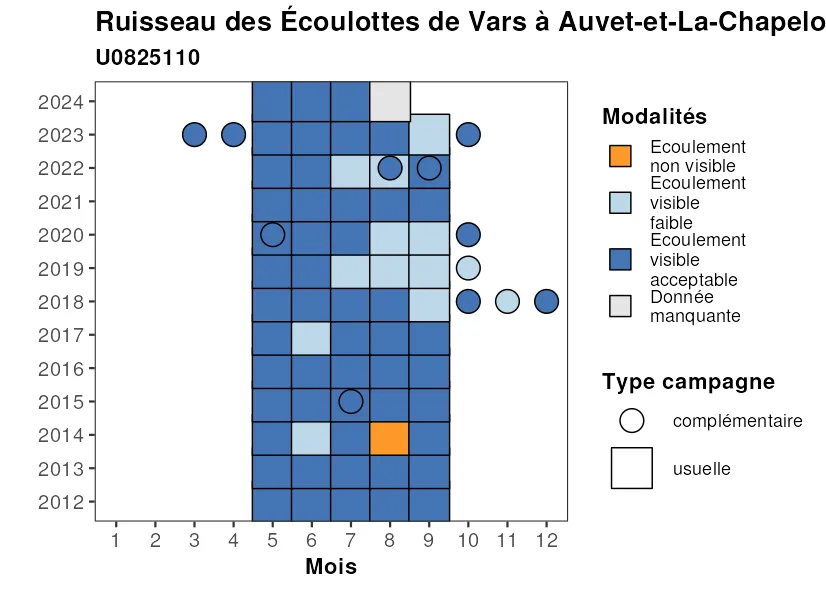 Ruisseau des Écoulottes de Vars à Auvet-et-La-Chapelo
U0825110
2024
2023
2022
2021
2020
2019
2018
2017
2016
2015
2014
2013
2012
1 2 3 4 5 6 7 8 9 10 11 12
Mois
Modalités
Ecoulement
non visible
Ecoulement
visible
faible
Ecoulement
visible
acceptable
Donnée
manquante
Type campagne
complémentaire
usuelle